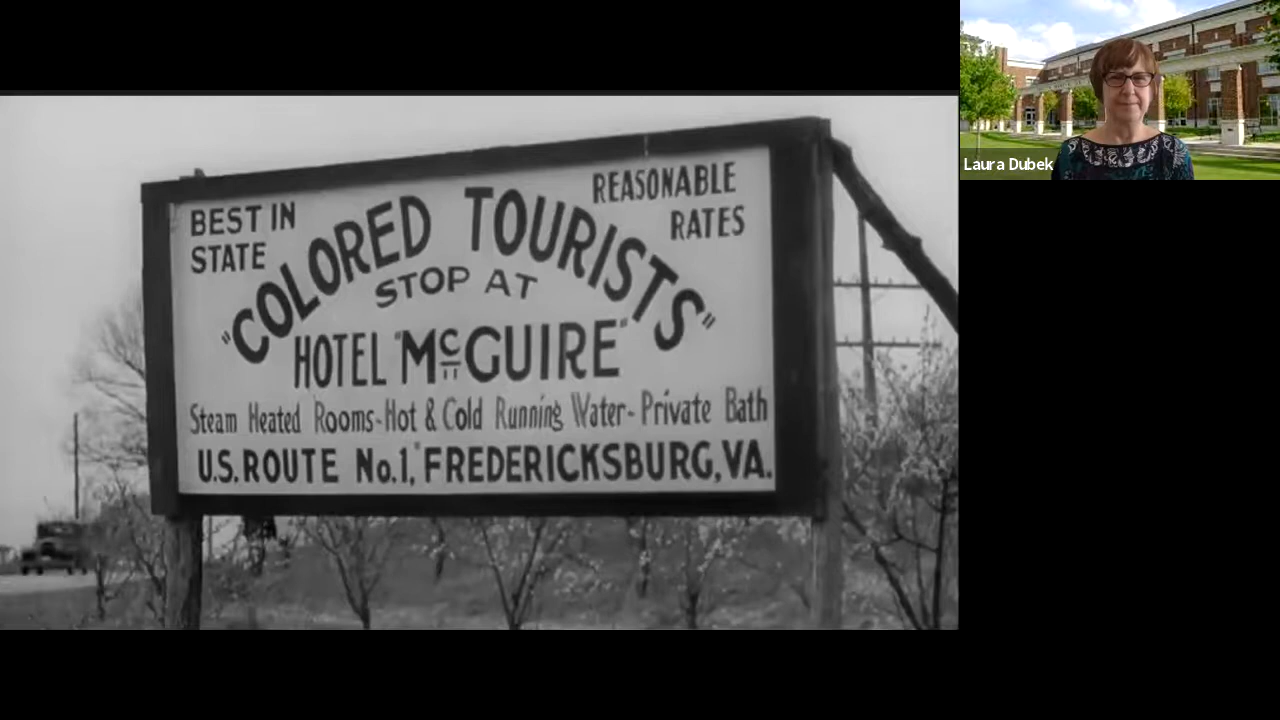 BEST IN
STATE
REASONABLE
RATES
"COLORED TOURISTS"
STOP AT
HOTEL "McGUIRE"
Steam Heated Rooms-Hot & Cold Running Water-Private Bath
U.S. ROUTE No.1," FREDERICKSBURG, VA.
Laura Dubek